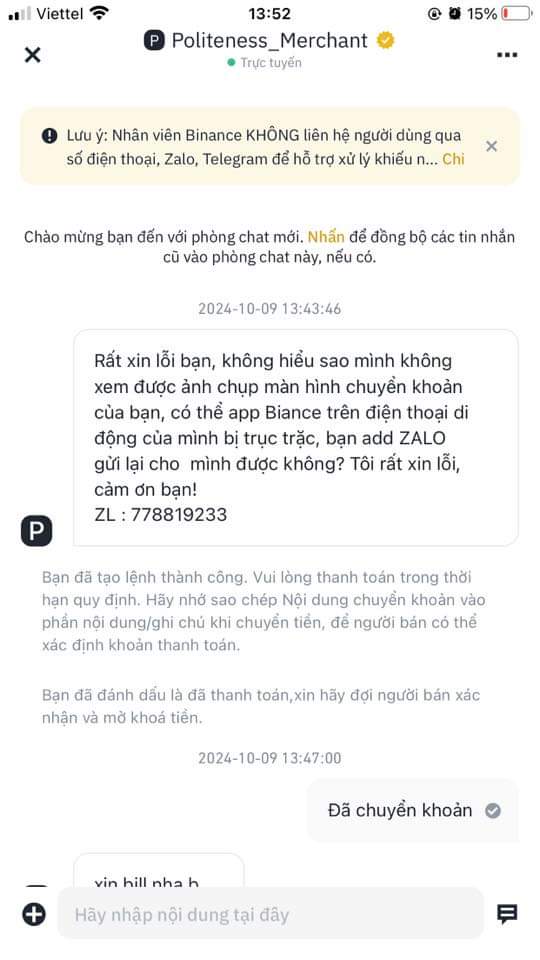 Viettel
13:52
15%
P Politeness_Merchant
Trực tuyến
Lưu ý: Nhân viên Binance KHÔNG liên hệ người dùng qua
số điện thoại, Zalo, Telegram để hỗ trợ xử lý khiếu n... Chi
Chào mừng bạn đến với phòng chat mới. Nhấn để đồng bộ các tin nhắn
cũ vào phòng chat này, nếu có.
2024-10-09 13:43:46
Rất xin lỗi bạn, không hiểu sao mình không
xem được ảnh chụp màn hình chuyển khoản
của bạn, có thể app Biance trên điện thoại di
động của mình bị trục trặc, bạn add ZALO
gửi lại cho mình được không? Tôi rất xin lỗi,
cảm ơn bạn!
ZL : 778819233
P
Bạn đã tạo lệnh thành công. Vui lòng thanh toán trong thời
hạn quy định. Hãy nhớ sao chép Nội dung chuyển khoản vào
phần nội dung/ghi chú khi chuyển tiền, để người bán có thể
xác định khoản thanh toán.
Bạn đã đánh dấu là đã thanh toán,xin hãy đợi người bán xác
nhận và mở khoá tiền.
2024-10-09 13:47:00
Đã chuyển khoản
xin bill nha b
Hãy nhập nội dung tại đây